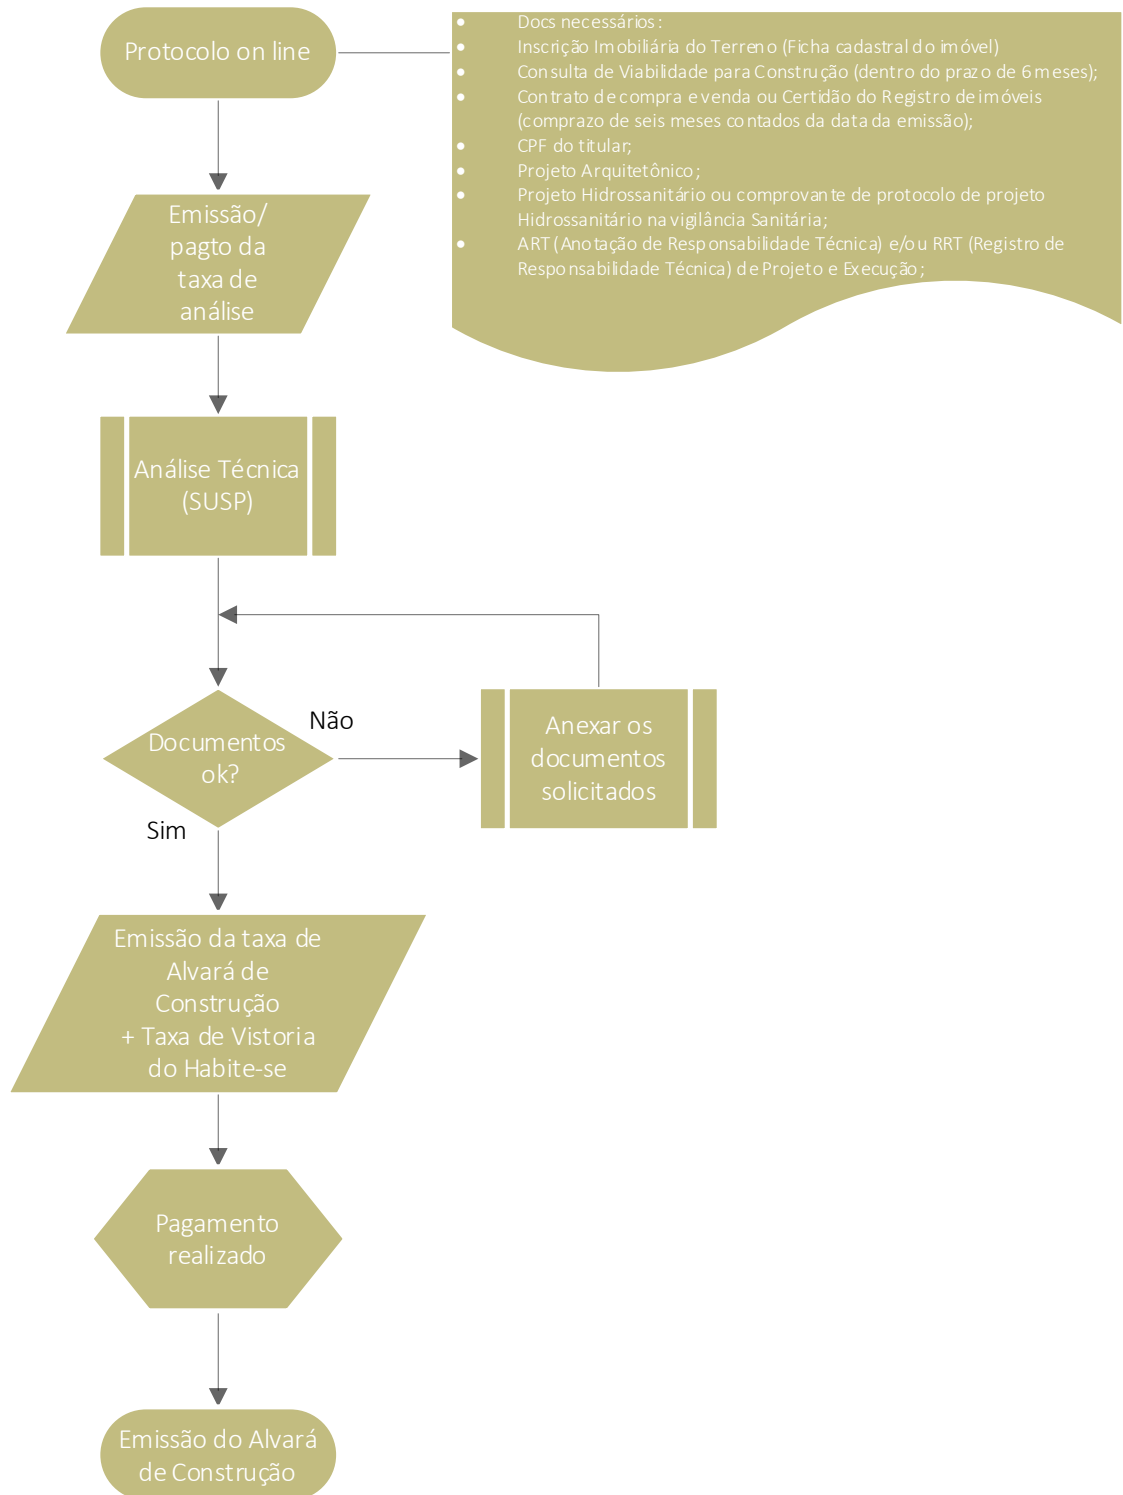 Protocolo on line
• Docs necessários:
• Inscrição Imobiliária do Terreno (Ficha cadastral do imóvel)
• Consulta de Viabilidade para Construção (dentro do prazo de 6 meses);
• Contrato de compra e venda ou Certidão do Registro de imóveis
(comprazo de seis meses contados da data da emissão);
• CPF do titular;
• Projeto Arquitetônico;
• Projeto Hidrossanitário ou comprovante de protocolo de projeto
Hidrossanitário na vigilância Sanitária;
• ART (Anotação de Responsabilidade Técnica) e/ou RRT (Registro de
Responsabilidade Técnica) de Projeto e Execução;
Emissão/
pagto da
taxa de
análise
Análise Técnica
(SUSP)
Documentos
ok?
Não
Anexar os
documentos
solicitados
Sim
Emissão da taxa de
Alvará de
Construção
+ Taxa de Vistoria
do Habite-se
Pagamento
realizado
Emissão do Alvará
de Construção